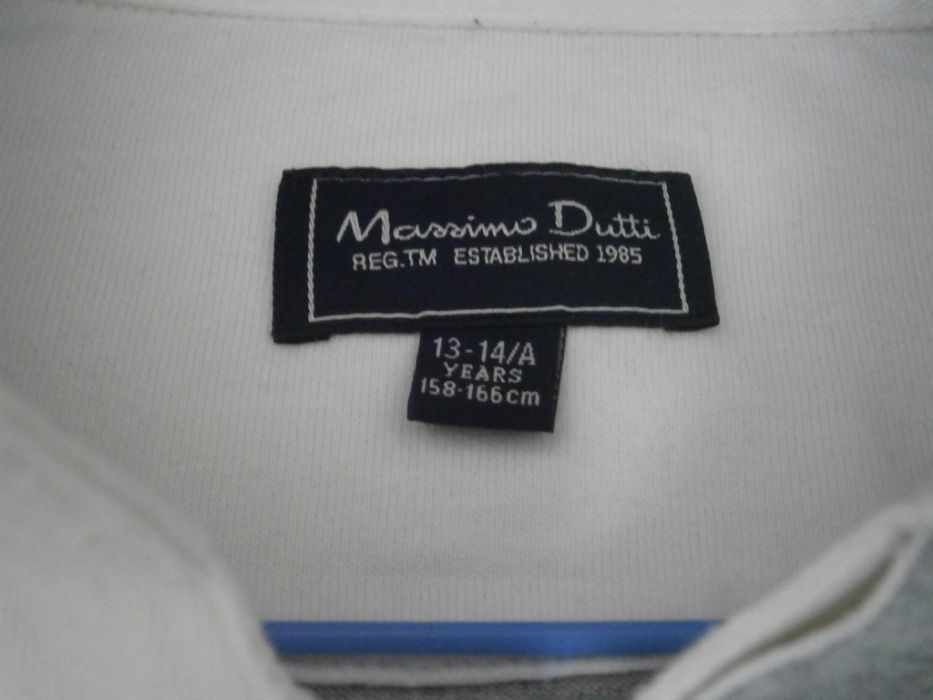 Massimo Dutti
REG.TM ESTABLISHED 1985
13-14/A
YEARS
158-166cm